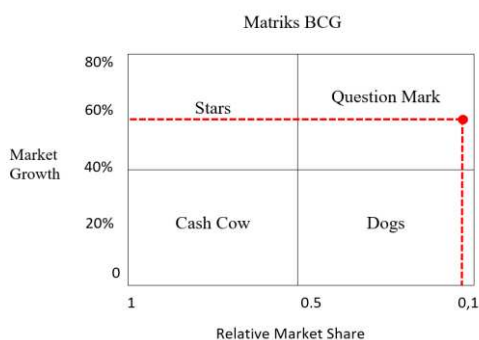 Matriks BCG
80%
60%
40%
20%
0
Market
Growth
Stars
Question Mark
Cash Cow
Dogs
1
0.5
0,1
Relative Market Share